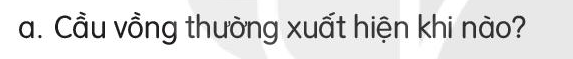 a. Cầu vồng thường xuất hiện khi nào?